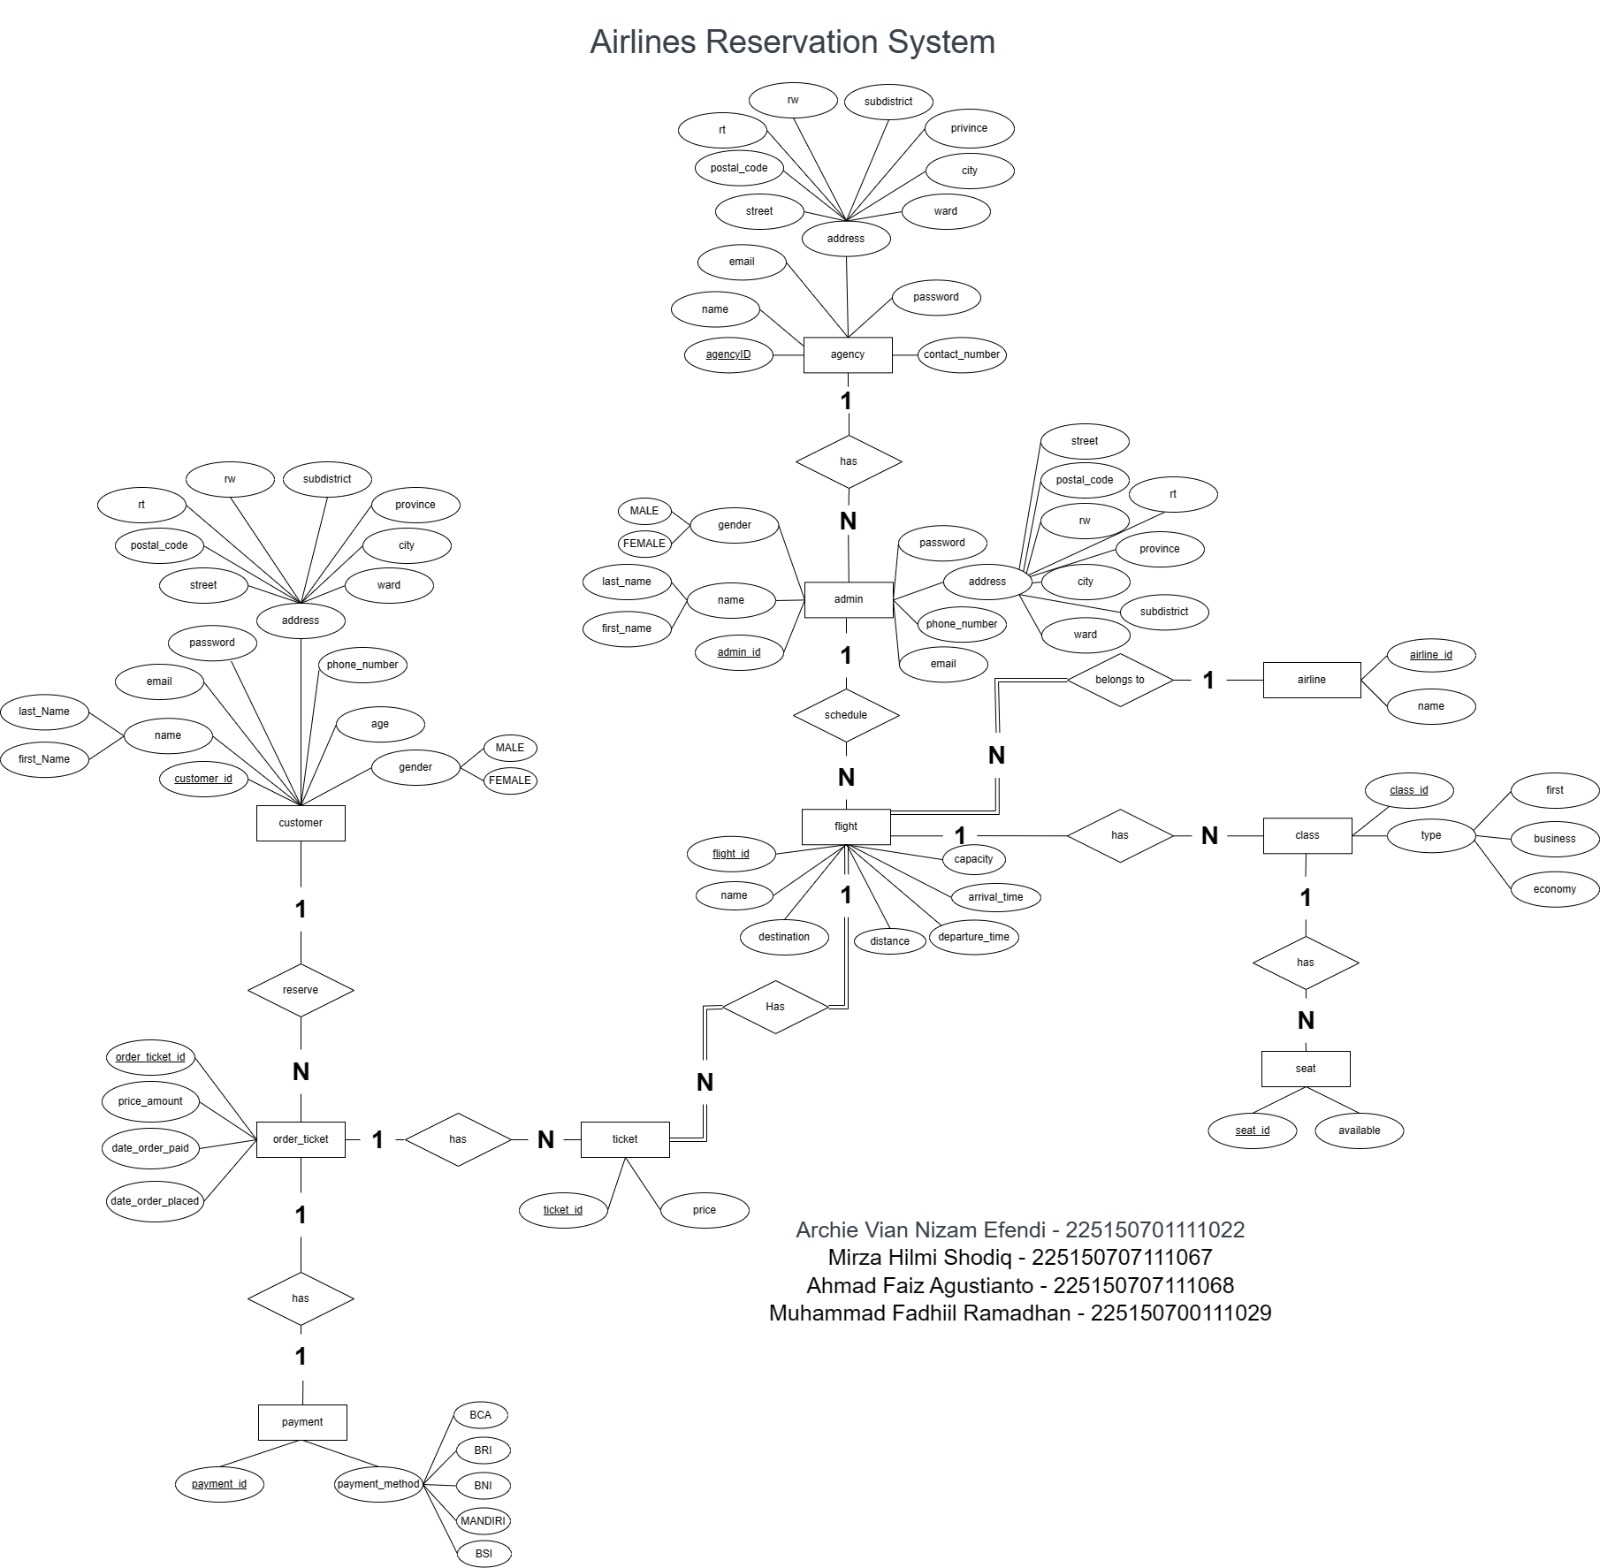 Airlines Reservation System
rw
subdistrict
rt
privince
postal_code
city
street
ward
address
email
password
name
agencyID
agency
contact_number
1
has
N
street
postal_code
rt
rw
province
city
subdistrict
ward
address
MALE
FEMALE
gender
last_name
first_name
name
admin_id
admin
password
phone_number
email
1
schedule
N
rw
subdistrict
rt
province
postal_code
city
street
ward
address
password
phone_number
email
last_Name
first_Name
name
age
customer_id
gender
MALE
FEMALE
customer
belongs to
1
airline
airline_id
name
N
flight
1
has
N
class
class_id
type
first
business
economy
flight_id
name
destination
distance
departure_time
arrival_time
capacity
1
Has
N
1
has
N
seat
seat_id
available
1
reserve
N
order_ticket_id
price_amount
date_order_paid
date_order_placed
order_ticket
1
has
N
ticket
ticket_id
price
1
has
1
payment
payment_id
payment_method
BCA
BRI
BNI
MANDIRI
BSI
Archie Vian Nizam Efendi - 225150701111022
Mirza Hilmi Shodiq - 225150707111067
Ahmad Faiz Agustianto - 225150707111068
Muhammad Fadhiil Ramadhan - 225150700111029